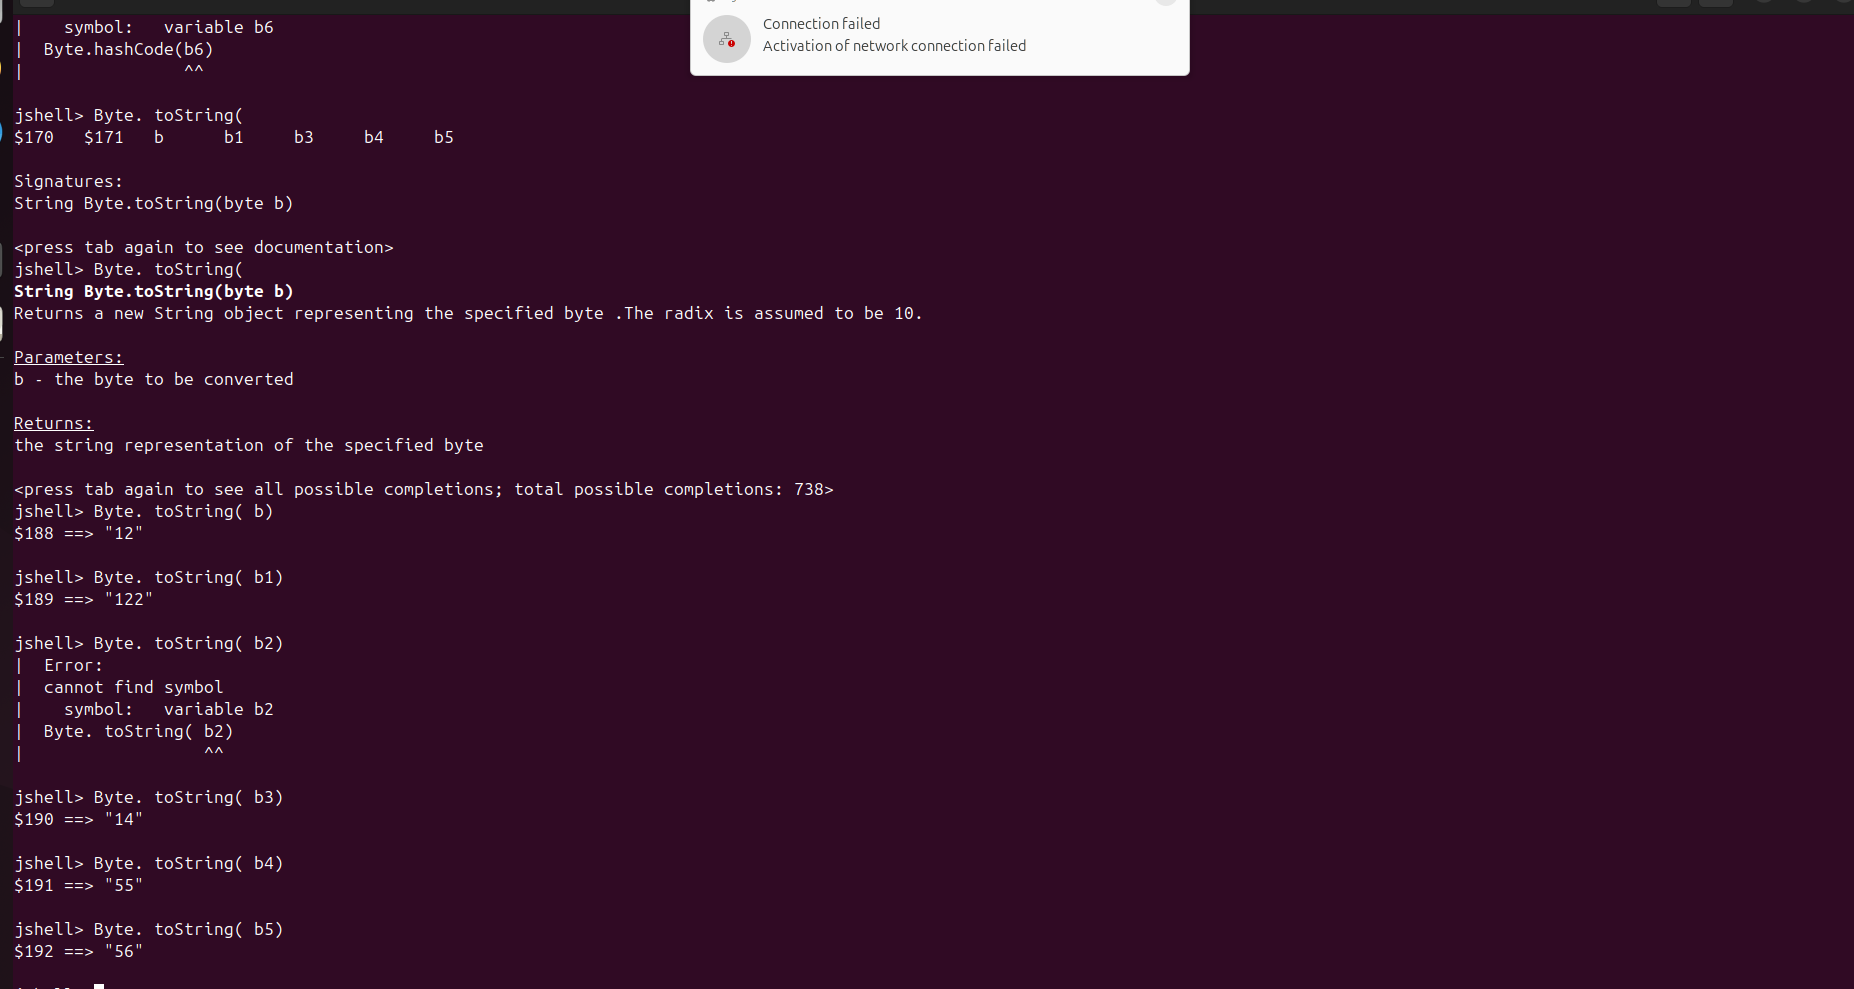 Connection failed
Activation of network connection failed
|    symbol:   variable b6
|  Byte.hashCode(b6)
|                ^^
jshell> Byte. toString(
$170   $171   b      b1     b3     b4     b5
Signatures:
String Byte.toString(byte b)
<press tab again to see documentation>
jshell> Byte. toString(
String Byte.toString(byte b)
Returns a new String object representing the specified byte .The radix is assumed to be 10.
Parameters:
b - the byte to be converted
Returns:
the string representation of the specified byte
<press tab again to see all possible completions; total possible completions: 738>
jshell> Byte. toString( b)
$188 ==> "12"
jshell> Byte. toString( b1)
$189 ==> "122"
jshell> Byte. toString( b2)
|  Error:
|  cannot find symbol
|    symbol:   variable b2
|  Byte. toString( b2)
|                  ^^
jshell> Byte. toString( b3)
$190 ==> "14"
jshell> Byte. toString( b4)
$191 ==> "55"
jshell> Byte. toString( b5)
$192 ==> "56"